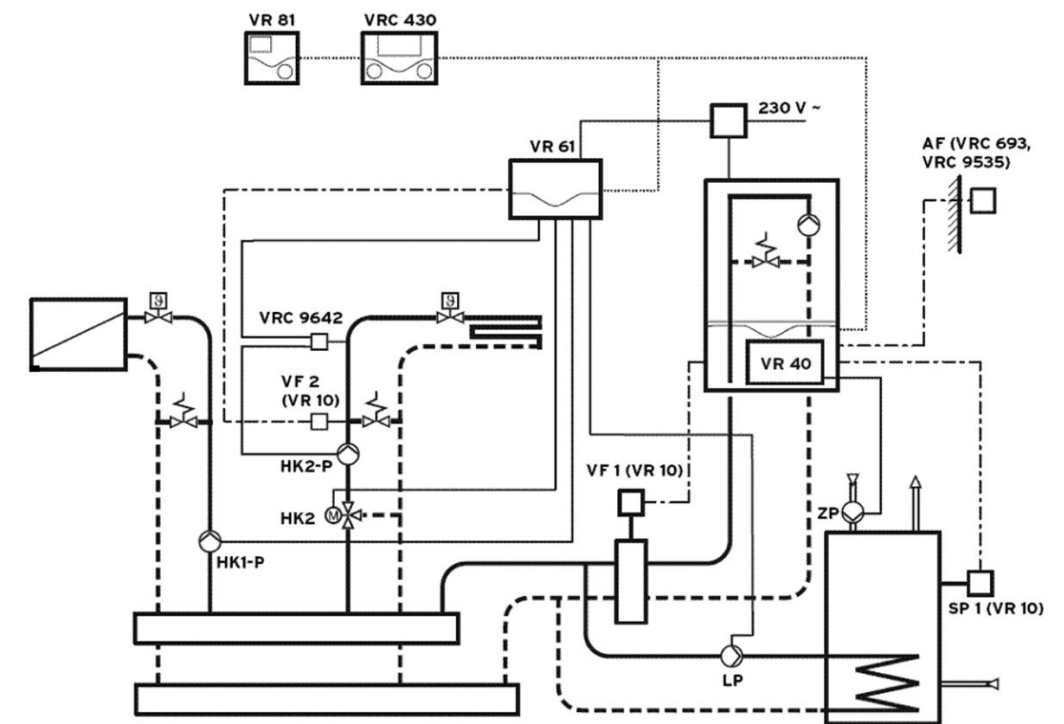 VR 81
VRC 430
230 V ~
VR 61
AF (VRC 693,
VRC 9535)
ϑ
ϑ
VRC 9642
VR 40
VF 2
(VR 10)
HK2-P
VF 1 (VR 10)
ZP
HK2
M
HK1-P
SP 1 (VR 10)
LP